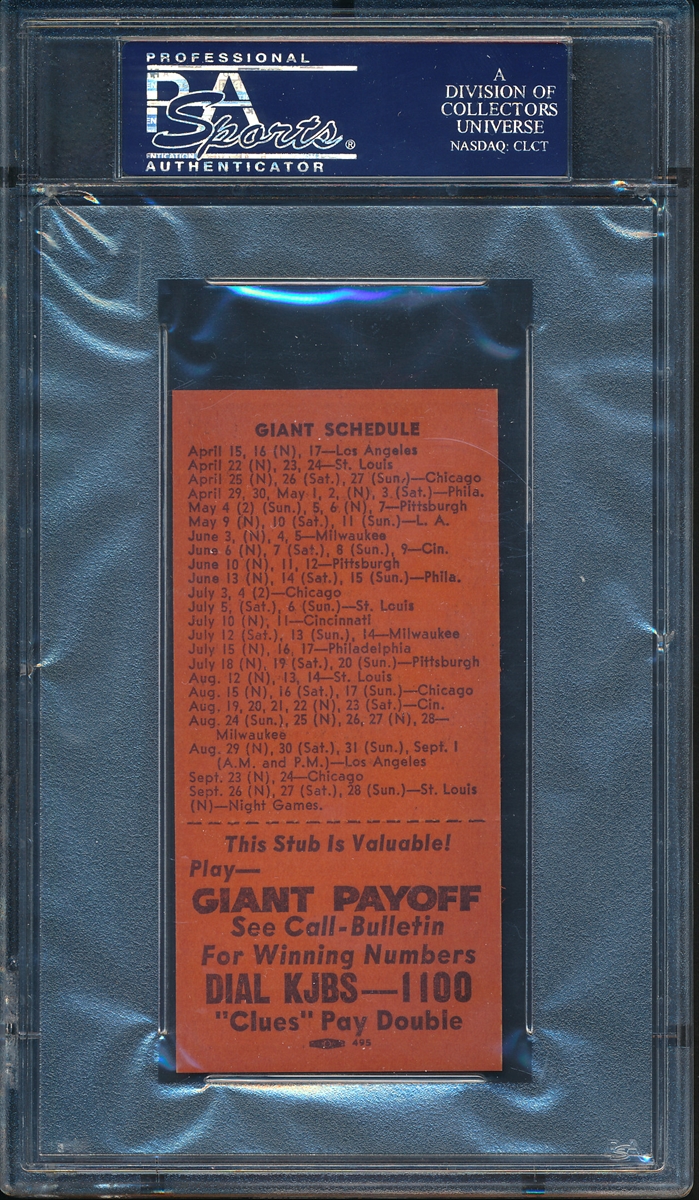 PROFESSIONAL
PSA
Sports®
AUTHENTICATOR
A
DIVISION OF
COLLECTORS
UNIVERSE
NASDAQ: CLCT
GIANT SCHEDULE
April 15, 16 (N), 17—Los Angeles
April 22 (N), 23, 24—St. Louis
April 25 (N), 26 (Sat.), 27 (Sun.)—Chicago
April 29, 30, May 1, 2, (N), 3 (Sat.)—Phila.
May 4 (2) (Sun.), 5, 6 (N), 7—Pittsburgh
May 9 (N), 10 (Sat.), 11 (Sun.)—L. A.
June 3, (N), 4, 5—Milwaukee
June 6 (N), 7 (Sat.), 8 (Sun.), 9—Cin.
June 10 (N), 11, 12—Pittsburgh
June 13 (N), 14 (Sat.), 15 (Sun.)—Phila.
July 3, 4 (2)—Chicago
July 5, (Sat.), 6 (Sun.)—St. Louis
July 10 (N), 11—Cincinnati
July 12 (Sat.), 13 (Sun.), 14—Milwaukee
July 15 (N), 16, 17—Philadelphia
July 18 (N), 19 (Sat.), 20 (Sun.)—Pittsburgh
Aug. 12 (N), 13, 14—St. Louis
Aug. 15 (N), 16 (Sat.), 17 (Sun.)—Chicago
Aug. 19, 20, 21, 22 (N), 23 (Sat.)—Cin.
Aug. 24 (Sun.), 25 (N), 26, 27 (N), 28—
Milwaukee
Aug. 29 (N), 30 (Sat.), 31 (Sun.), Sept. 1
(A.M. and P.M.)—Los Angeles
Sept. 23 (N), 24—Chicago
Sept. 26 (N), 27 (Sat.), 28 (Sun.)—St. Louis
(N)—Night Games.
This Stub Is Valuable!
Play—
GIANT PAYOFF
See Call-Bulletin
For Winning Numbers
DIAL KJBS—1100
"Clues" Pay Double
495